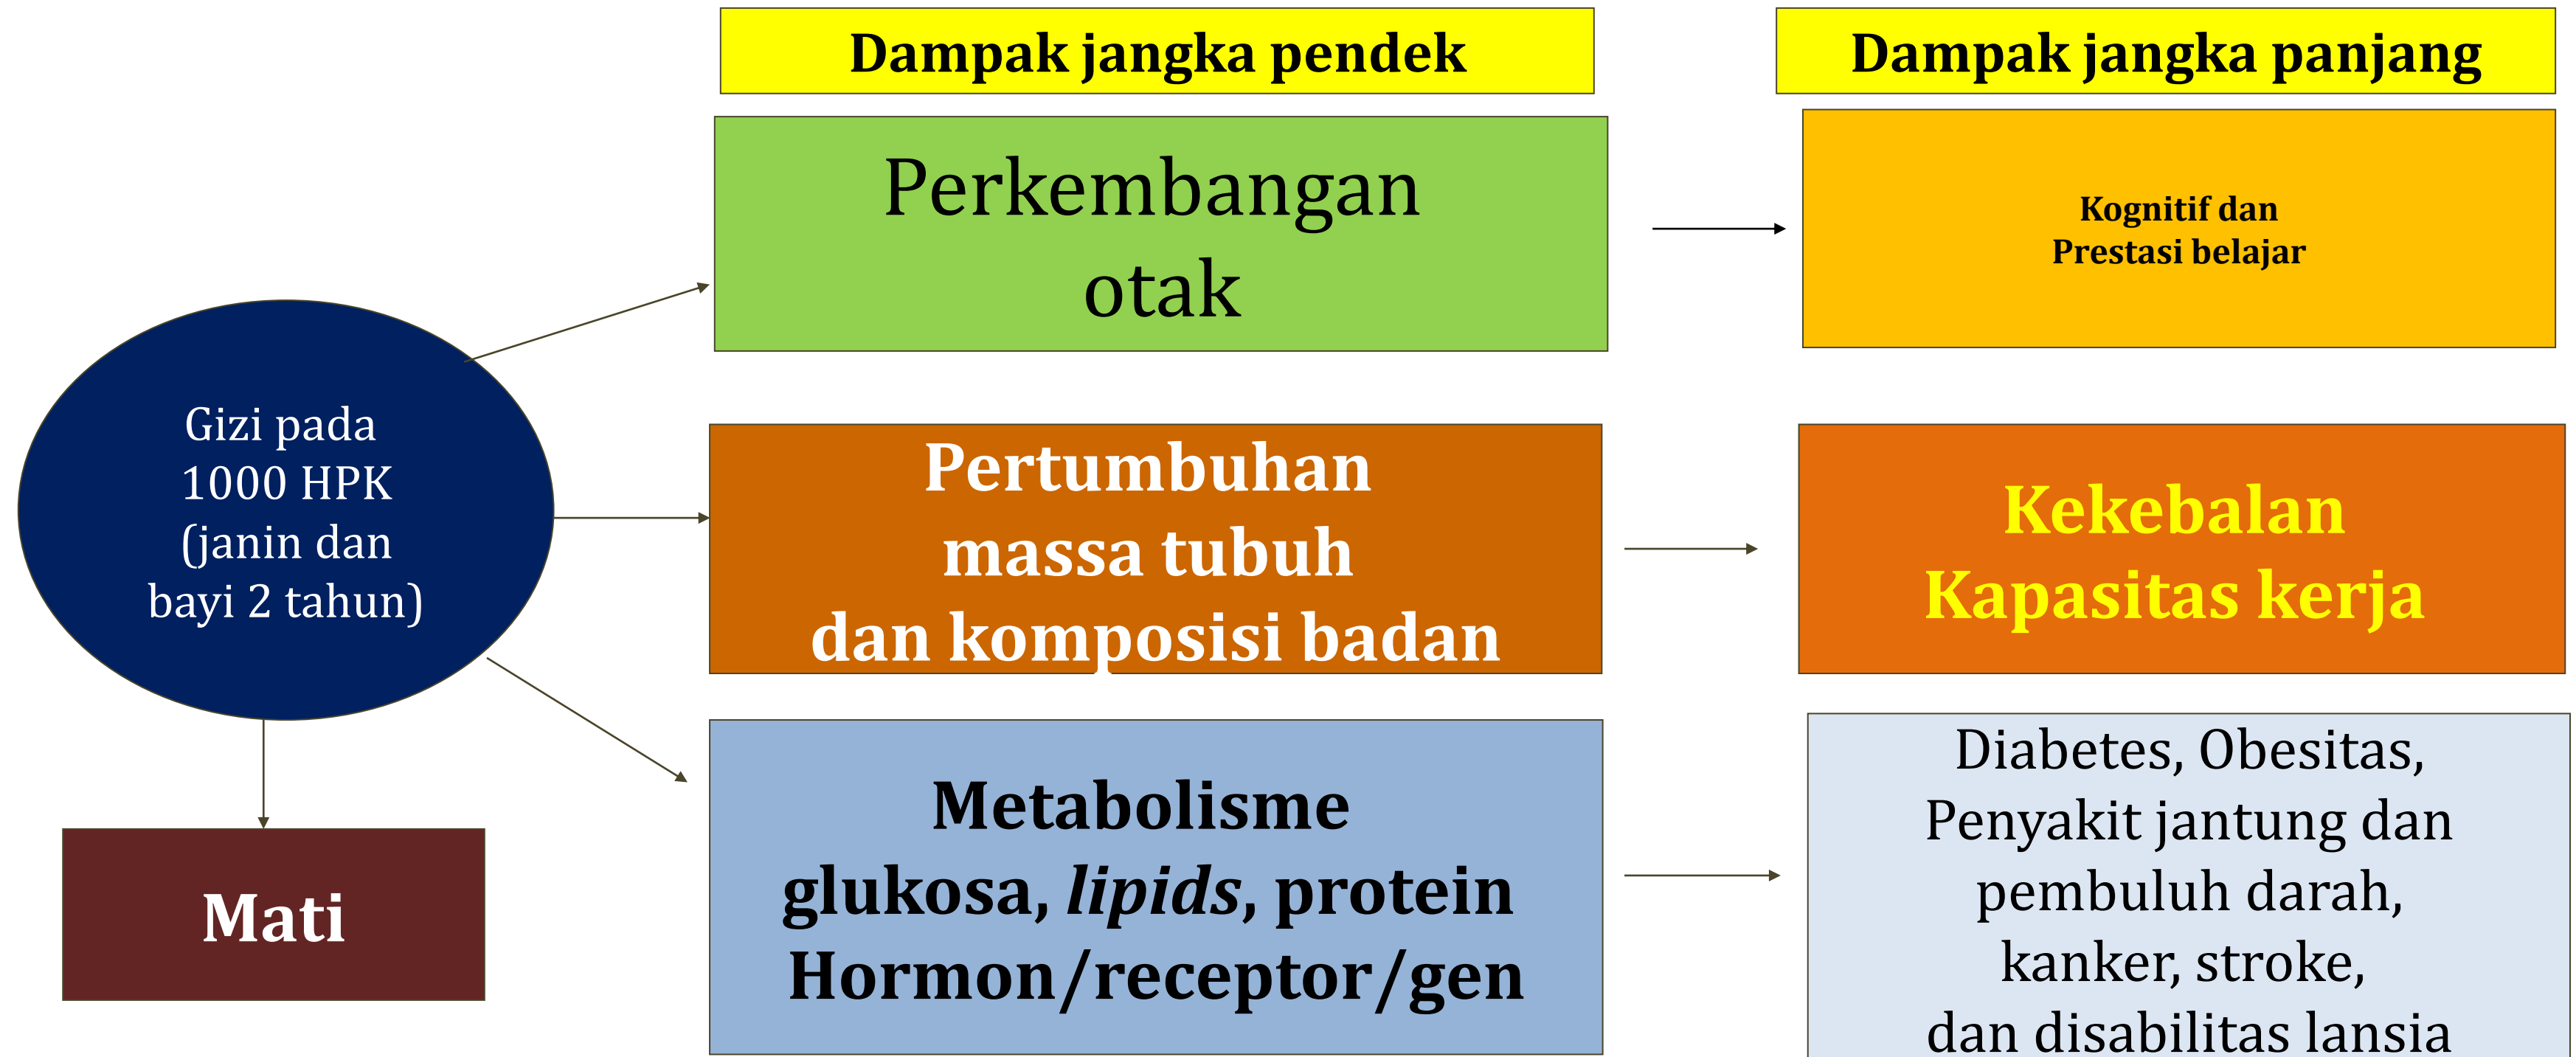 Dampak jangka pendek
Dampak jangka panjang
Perkembangan
otak
Kognitif dan
Prestasi belajar
Gizi pada
1000 HPK
(janin dan
bayi 2 tahun)
Pertumbuhan
massa tubuh
dan komposisi badan
Kekebalan
Kapasitas kerja
Mati
Metabolisme
glukosa, lipids, protein
Hormon/receptor/gen
Diabetes, Obesitas,
Penyakit jantung dan
pembuluh darah,
kanker, stroke,
dan disabilitas lansia